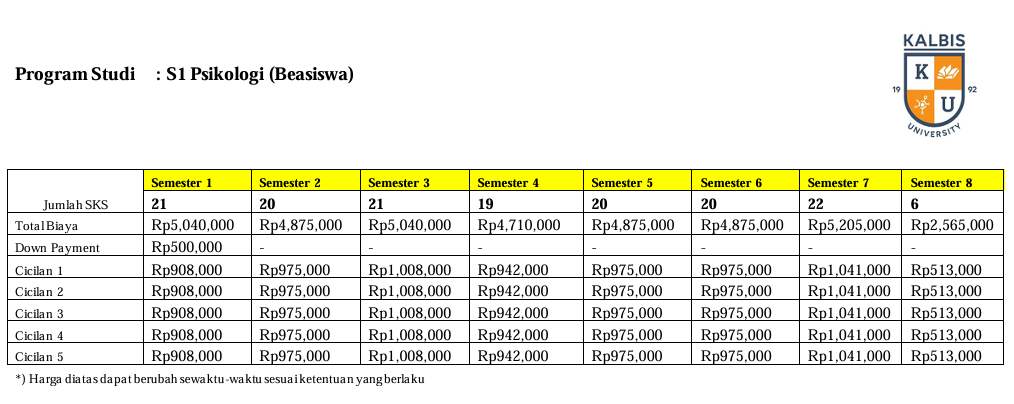 KALBIS
K
U
19 92
UNIVERSITY
Program Studi : S1 Psikologi (Beasiswa)
Semester 1 Semester 2 Semester 3 Semester 4 Semester 5 Semester 6 Semester 7 Semester 8
Jumlah SKS 21 20 21 19 20 20 22 6
Total Biaya Rp5,040,000 Rp4,875,000 Rp5,040,000 Rp4,710,000 Rp4,875,000 Rp4,875,000 Rp5,205,000 Rp2,565,000
Down Payment Rp500,000 - - - - - - -
Cicilan 1 Rp908,000 Rp975,000 Rp1,008,000 Rp942,000 Rp975,000 Rp975,000 Rp1,041,000 Rp513,000
Cicilan 2 Rp908,000 Rp975,000 Rp1,008,000 Rp942,000 Rp975,000 Rp975,000 Rp1,041,000 Rp513,000
Cicilan 3 Rp908,000 Rp975,000 Rp1,008,000 Rp942,000 Rp975,000 Rp975,000 Rp1,041,000 Rp513,000
Cicilan 4 Rp908,000 Rp975,000 Rp1,008,000 Rp942,000 Rp975,000 Rp975,000 Rp1,041,000 Rp513,000
Cicilan 5 Rp908,000 Rp975,000 Rp1,008,000 Rp942,000 Rp975,000 Rp975,000 Rp1,041,000 Rp513,000
*) Harga diatas dapat berubah sewaktu-waktu sesuai ketentuan yang berlaku